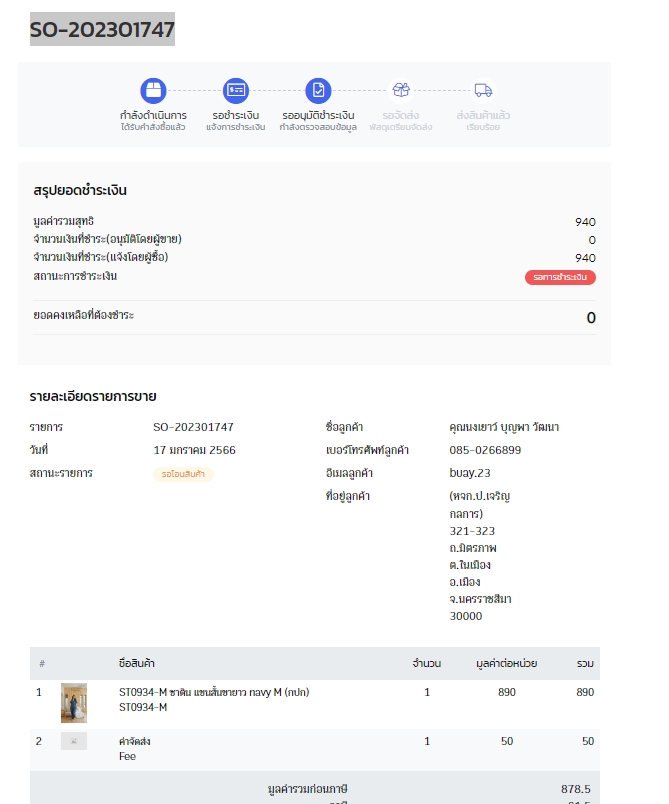 SO-202301747
กำลังดำเนินการ
ได้รับคำสั่งซื้อแล้ว
รอชำระเงิน
แจ้งการชำระเงิน
รออนุมัติชำระเงิน
กำลังตรวจสอบข้อมูล
รอจัดส่ง
พัสดุเตรียมจัดส่ง
ส่งสินค้าแล้ว
เรียบร้อย
สรุปยอดชำระเงิน
มูลค่ารวมสุทธิ 940
จำนวนเงินที่ชำระ(อนุมัติโดยผู้ขาย) 0
จำนวนเงินที่ชำระ(แจ้งโดยผู้ซื้อ) 940
สถานะการชำระเงิน รอการชำระเงิน
ยอดคงเหลือที่ต้องชำระ 0
รายละเอียดรายการขาย
รายการ SO-202301747
วันที่ 17 มกราคม 2566
สถานะรายการ รอโอนสินค้า
ชื่อลูกค้า คุณนงเยาว์ บุญพา วัฒนา
เบอร์โทรศัพท์ลูกค้า 085-0266899
อีเมลลูกค้า buay.23
ที่อยู่ลูกค้า (หจก.ป.เจริญ
กลการ)
321-323
ถ.มิตรภาพ
ต.ในเมือง
อ.เมือง
จ.นครราชสีมา
30000
# ชื่อสินค้า จำนวน มูลค่าต่อหน่วย รวม
1 ST0934-M ซาติน แขนสั้นขายาว navy M (กปก) 1 890 890
ST0934-M
2 ค่าจัดส่ง 1 50 50
Fee
มูลค่ารวมก่อนภาษี 878.5